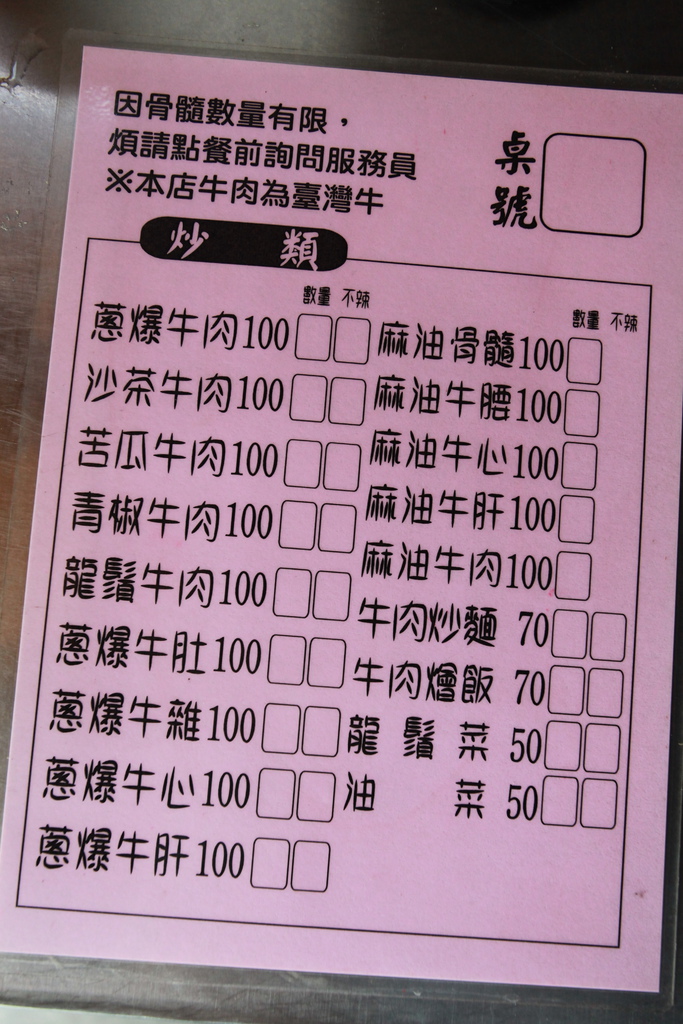 因骨髓數量有限，
煩請點餐前詢問服務員
※本店牛肉為臺灣牛
桌號
炒類
數量 不辣
蔥爆牛肉100
沙茶牛肉100
苦瓜牛肉100
青椒牛肉100
龍鬚牛肉100
蔥爆牛肚100
蔥爆牛雜100
蔥爆牛心100
蔥爆牛肝100
數量 不辣
麻油骨髓100
麻油牛腰100
麻油牛心100
麻油牛肝100
麻油牛肉100
牛肉炒麵 70
牛肉燴飯 70
龍鬚菜 50
油菜 50